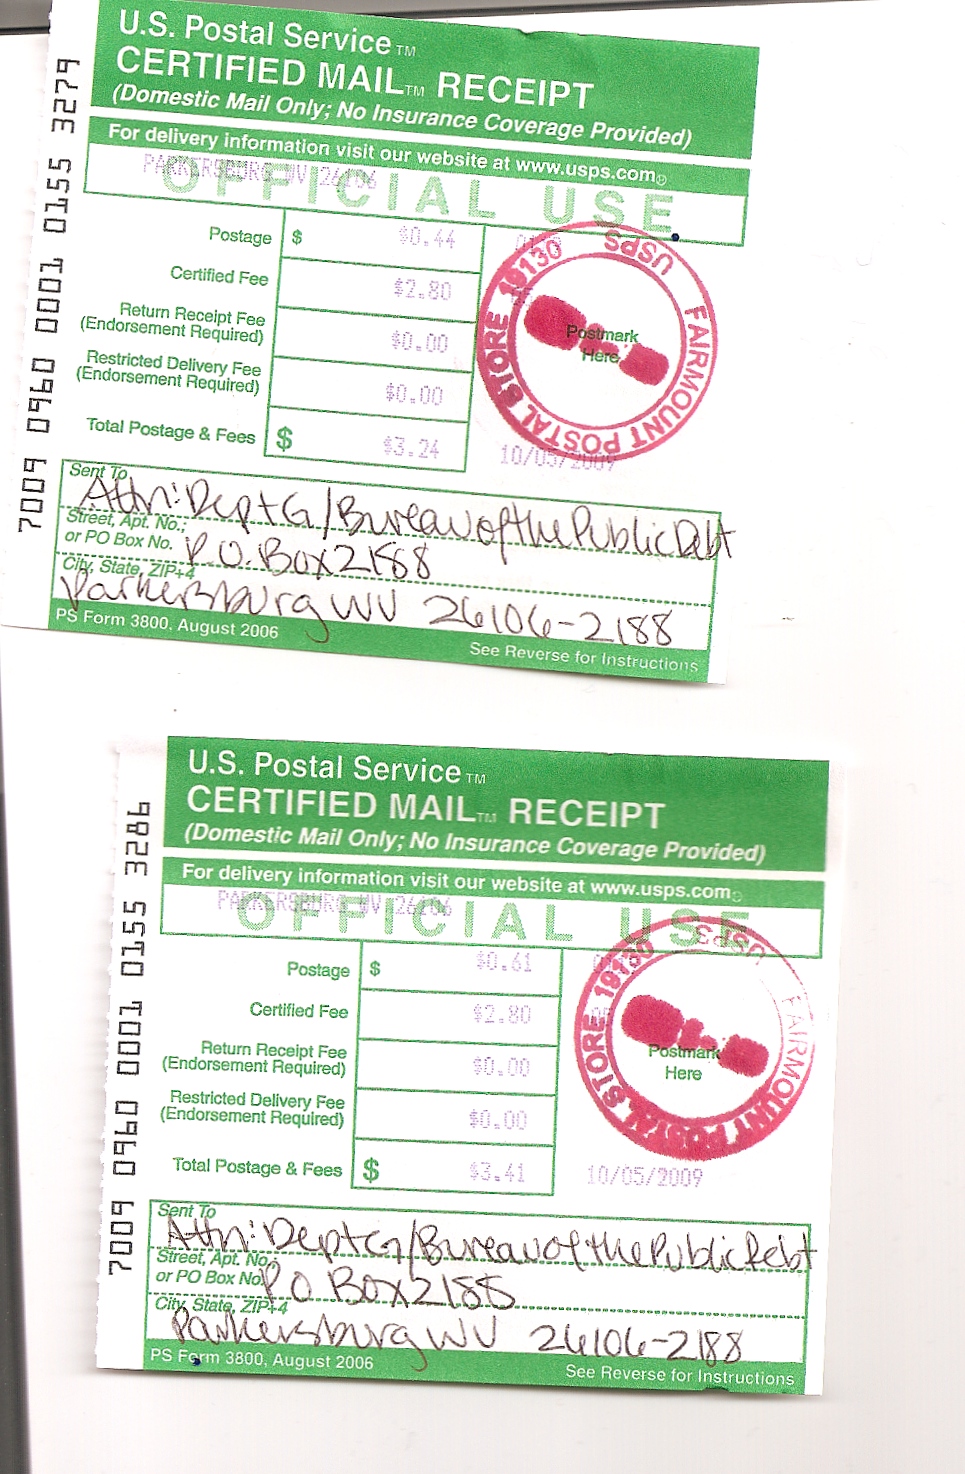 U.S. Postal Service™
CERTIFIED MAIL™ RECEIPT
(Domestic Mail Only; No Insurance Coverage Provided)
For delivery information visit our website at www.usps.com®
PARKERSBURG WV 26106
OFFICIAL USE
Postage $ $0.44
Certified Fee $2.80
Return Receipt Fee
(Endorsement Required) $0.00
Restricted Delivery Fee
(Endorsement Required) $0.00
Total Postage & Fees $ $3.24
Postmark
Here
FAIRMOUNT POSTAL STORE 19130
USPS
10/05/2009
7009 0960 0001 0155 3279
Sent To
Attn: Dept G/Bureau of the Public Debt
Street, Apt. No.;
or PO Box No. P.O. Box 2188
City, State, ZIP+4
Parkersburg WV 26106-2188
PS Form 3800, August 2006
See Reverse for Instructions
U.S. Postal Service™
CERTIFIED MAIL™ RECEIPT
(Domestic Mail Only; No Insurance Coverage Provided)
For delivery information visit our website at www.usps.com®
PARKERSBURG WV 26106
OFFICIAL USE
Postage $ $0.61
Certified Fee $2.80
Return Receipt Fee
(Endorsement Required) $0.00
Restricted Delivery Fee
(Endorsement Required) $0.00
Total Postage & Fees $ $3.41
Postmark
Here
FAIRMOUNT POSTAL STORE 19130
USPS
10/05/2009
7009 0960 0001 0155 3286
Sent To
Attn: Dept G/Bureau of the Public Debt
Street, Apt. No.;
or PO Box No. PO Box 2188
City, State, ZIP+4
Parkersburg WV 26106-2188
PS Form 3800, August 2006
See Reverse for Instructions